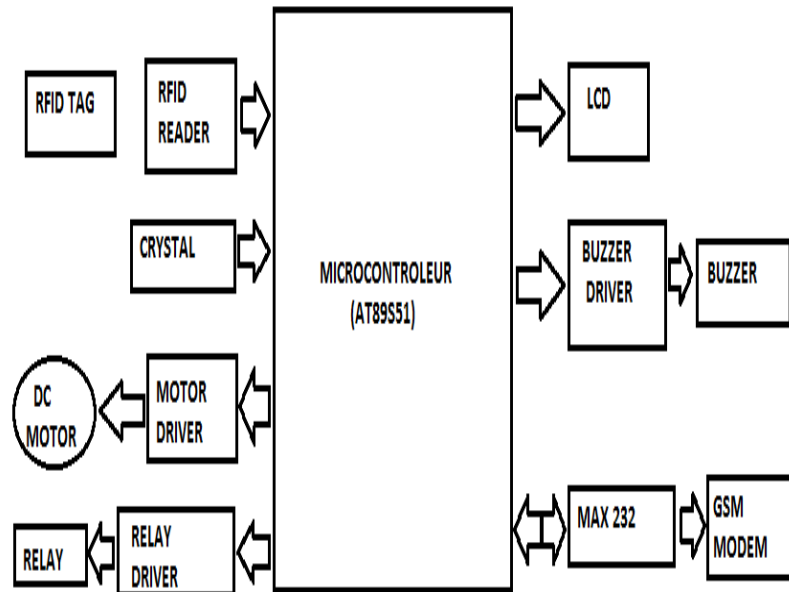 RFID TAG
RFID
READER
CRYSTAL
DC
MOTOR
MOTOR
DRIVER
RELAY
RELAY
DRIVER
MICROCONTROLEUR
(AT89S51)
LCD
BUZZER
DRIVER
BUZZER
MAX 232
GSM
MODEM